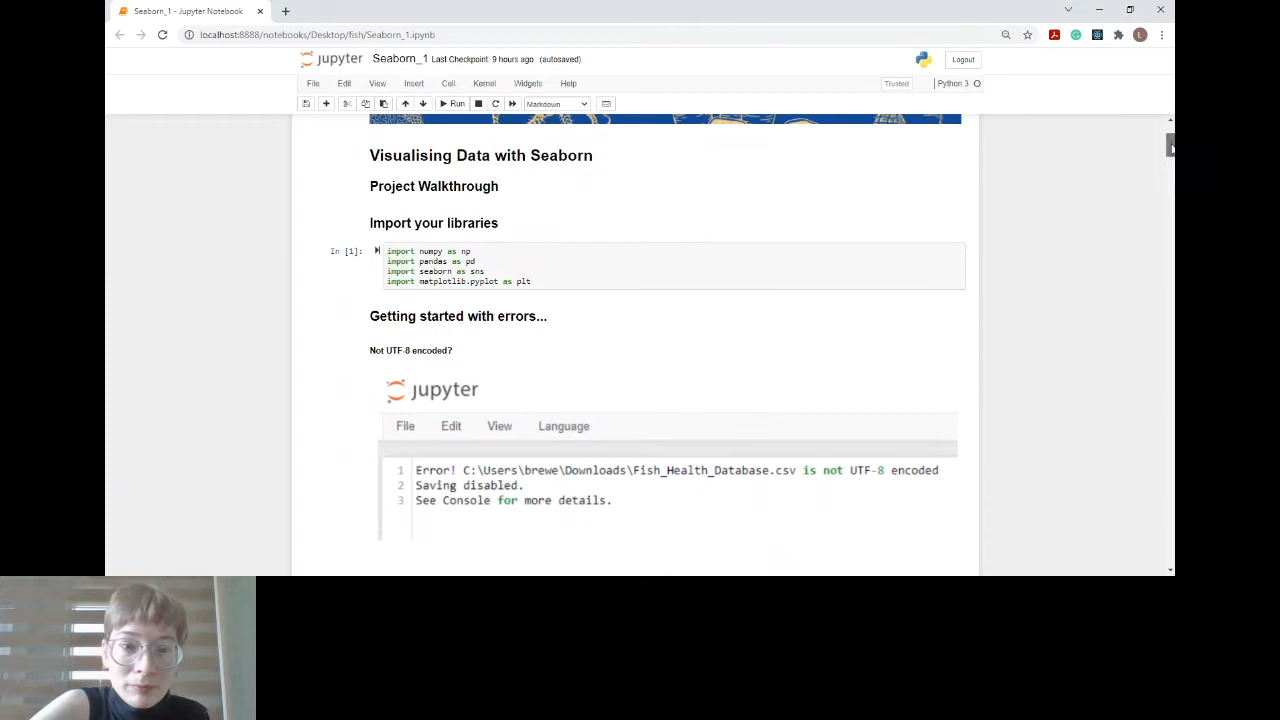 Seaborn_1 - Jupyter Notebook
localhost:8888/notebooks/Desktop/fish/Seaborn_1.ipynb
L
jupyter Seaborn_1 Last Checkpoint: 9 hours ago (autosaved)
Logout
File Edit View Insert Cell Kernel Widgets Help
Trusted
Python 3
Run
Markdown
Visualising Data with Seaborn
Project Walkthrough
Import your libraries
In [1]:
import numpy as np
import pandas as pd
import seaborn as sns
import matplotlib.pyplot as plt
Getting started with errors...
Not UTF-8 encoded?
jupyter
File Edit View Language
1 Error! C:\Users\brewe\Downloads\Fish_Health_Database.csv is not UTF-8 encoded
2 Saving disabled.
3 See Console for more details.